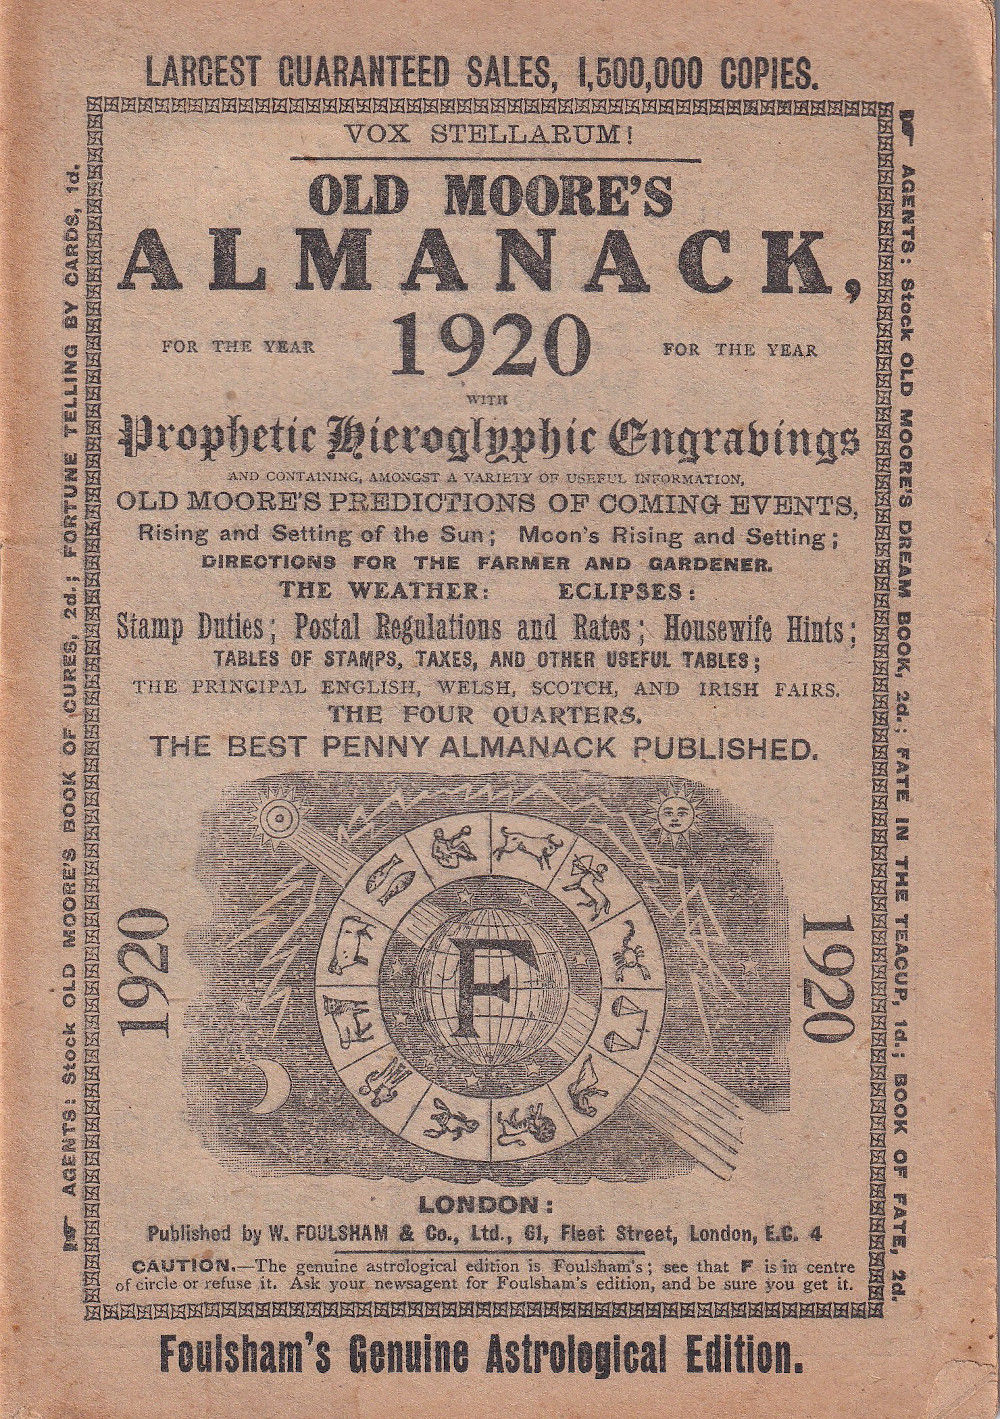 LARGEST GUARANTEED SALES, 1,500,000 COPIES.
VOX STELLARUM!
OLD MOORE'S
ALMANACK,
FOR THE YEAR 1920 FOR THE YEAR
WITH
Prophetic Hieroglyphic Engravings
AND CONTAINING, AMONGST A VARIETY OF USEFUL INFORMATION,
OLD MOORE'S PREDICTIONS OF COMING EVENTS,
Rising and Setting of the Sun; Moon's Rising and Setting;
DIRECTIONS FOR THE FARMER AND GARDENER.
THE WEATHER: ECLIPSES:
Stamp Duties; Postal Regulations and Rates; Housewife Hints;
TABLES OF STAMPS, TAXES, AND OTHER USEFUL TABLES;
THE PRINCIPAL ENGLISH, WELSH, SCOTCH, AND IRISH FAIRS.
THE FOUR QUARTERS.
THE BEST PENNY ALMANACK PUBLISHED.
1920
F
1920
LONDON:
Published by W. FOULSHAM & Co., Ltd., 61, Fleet Street, London, E.C. 4
CAUTION.—The genuine astrological edition is Foulsham's; see that F is in centre
of circle or refuse it. Ask your newsagent for Foulsham's edition, and be sure you get it.
Foulsham's Genuine Astrological Edition.
☛ AGENTS: Stock OLD MOORE'S BOOK OF CURES, 2d.; FORTUNE TELLING BY CARDS, 1d.
☛ AGENTS: Stock OLD MOORE'S DREAM BOOK, 2d.; FATE IN THE TEACUP, 1d.; BOOK OF FATE, 2d.